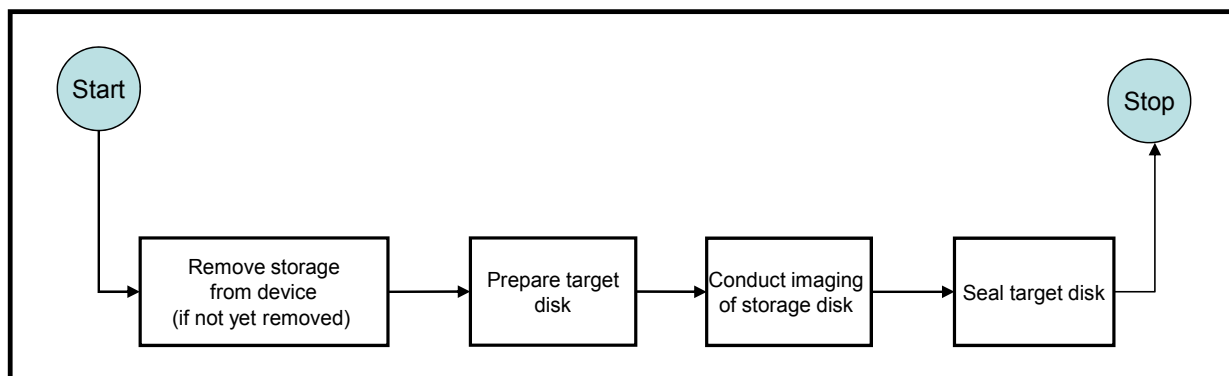 Start
Stop
Remove storage
from device
(if not yet removed)
Prepare target
disk
Conduct imaging
of storage disk
Seal target disk